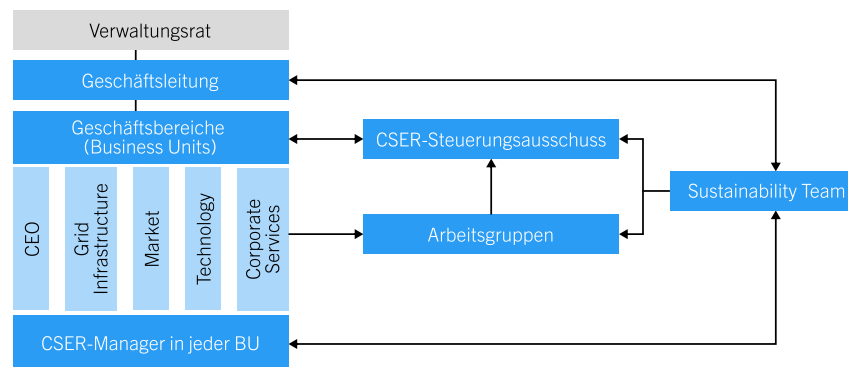 Verwaltungsrat
Geschäftsleitung
Geschäftsbereiche
(Business Units)
CSER-Steuerungsausschuss
Sustainability Team
CEO
Grid
Infrastructure
Market
Technology
Corporate
Services
Arbeitsgruppen
CSER-Manager in jeder BU